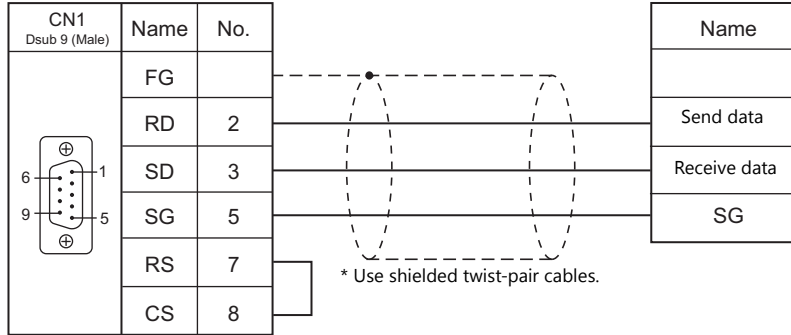 CN1
Dsub 9 (Male)
Name No.
Name
FG
RD 2
Send data
6
1
SD 3
Receive data
9
5
SG 5
SG
RS 7
* Use shielded twist-pair cables.
CS 8